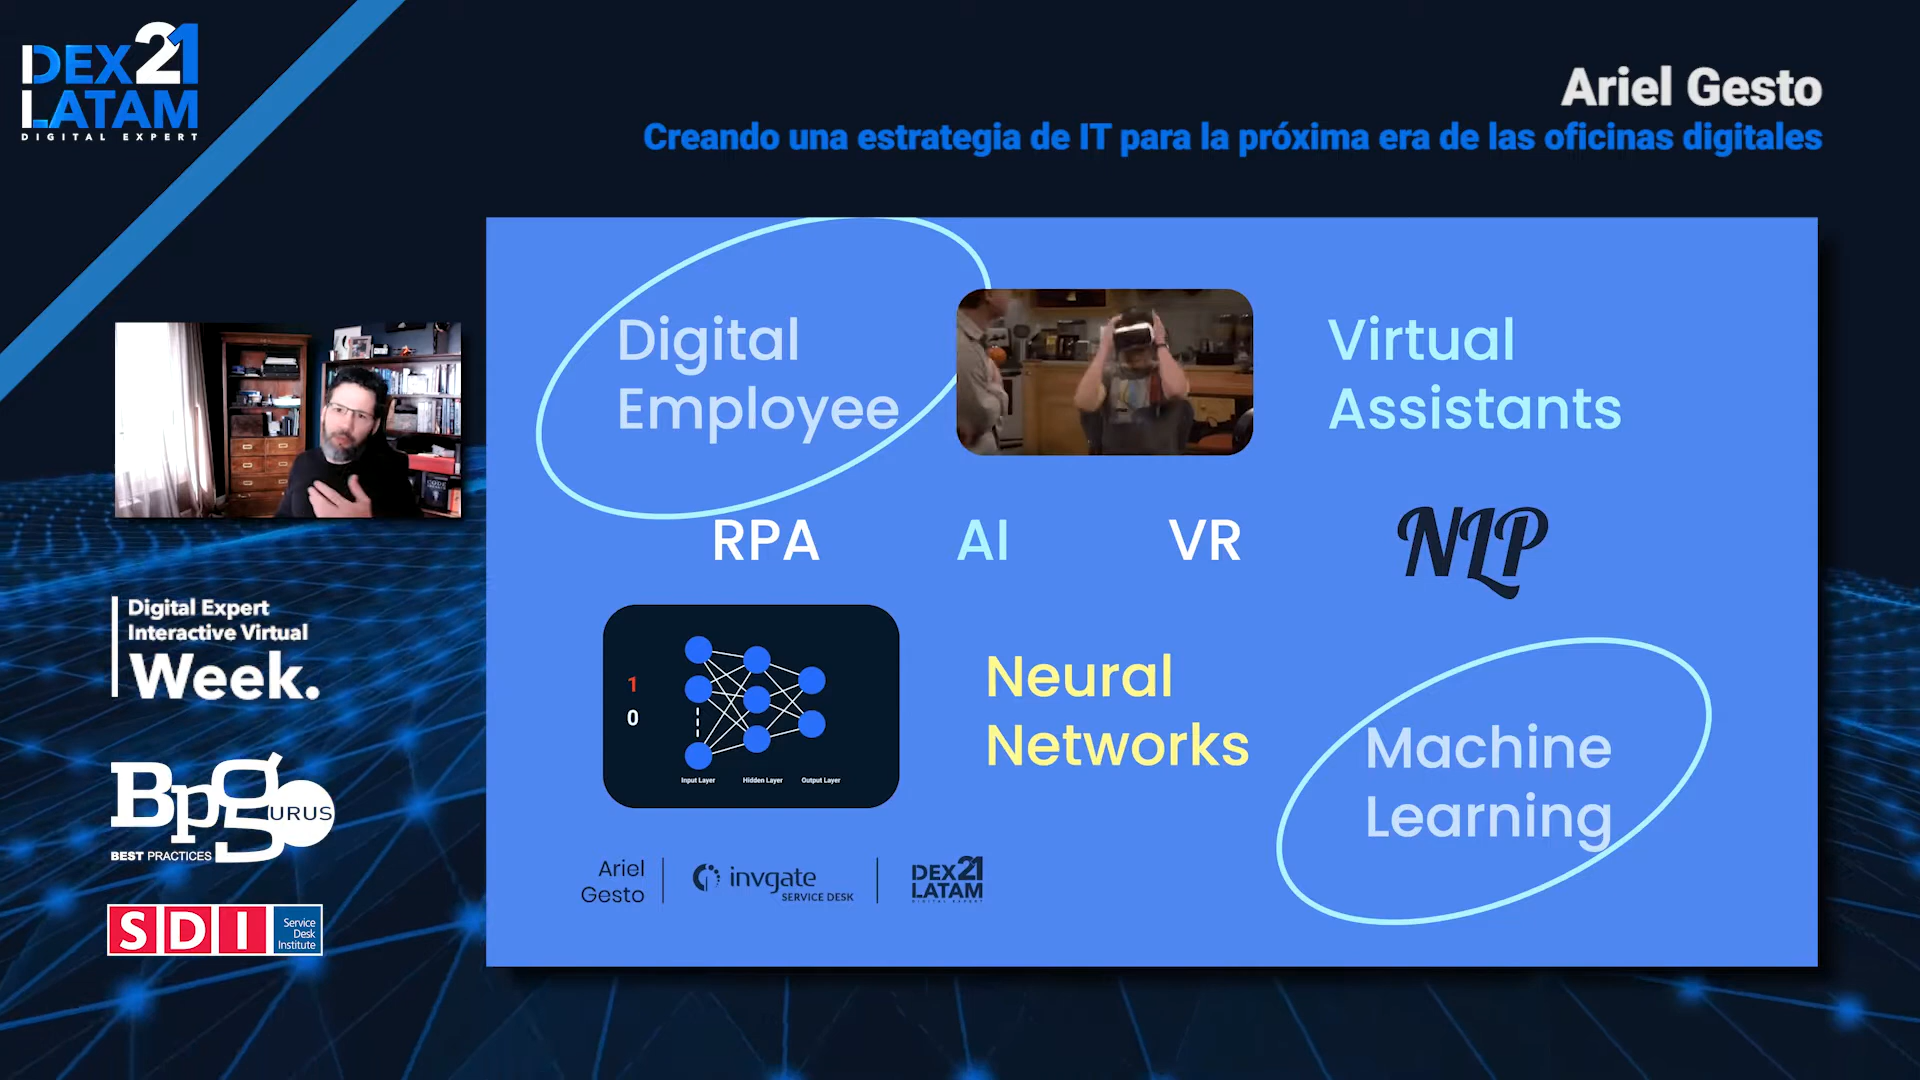 DEX21
LATAM
DIGITAL EXPERT
Ariel Gesto
Creando una estrategia de IT para la próxima era de las oficinas digitales
Digital
Employee
Virtual
Assistants
RPA
AI
VR
NLP
1
0
Input Layer
Hidden Layer
Output Layer
Neural
Networks
Machine
Learning
Ariel
Gesto
invgate
SERVICE DESK
DEX21
LATAM
DIGITAL EXPERT
Digital Expert
Interactive Virtual
Week.
Bpgurus
BEST PRACTICES
SDI
Service
Desk
Institute